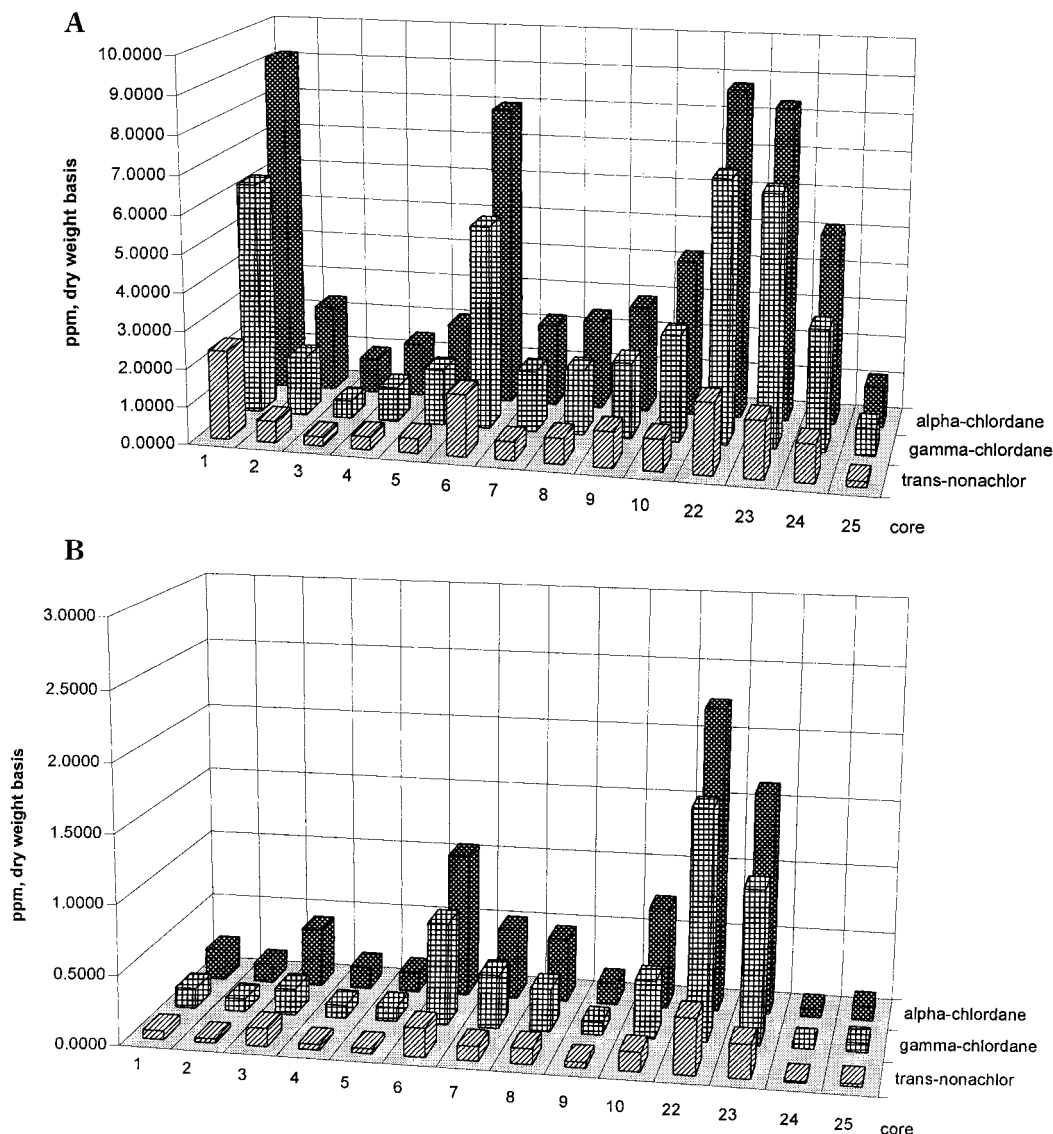 A
ppm, dry weight basis
10.0000
9.0000
8.0000
7.0000
6.0000
5.0000
4.0000
3.0000
2.0000
1.0000
0.0000
1 2 3 4 5 6 7 8 9 10 22 23 24 25 core
alpha-chlordane
gamma-chlordane
trans-nonachlor
B
ppm, dry weight basis
3.0000
2.5000
2.0000
1.5000
1.0000
0.5000
0.0000
1 2 3 4 5 6 7 8 9 10 22 23 24 25 core
alpha-chlordane
gamma-chlordane
trans-nonachlor